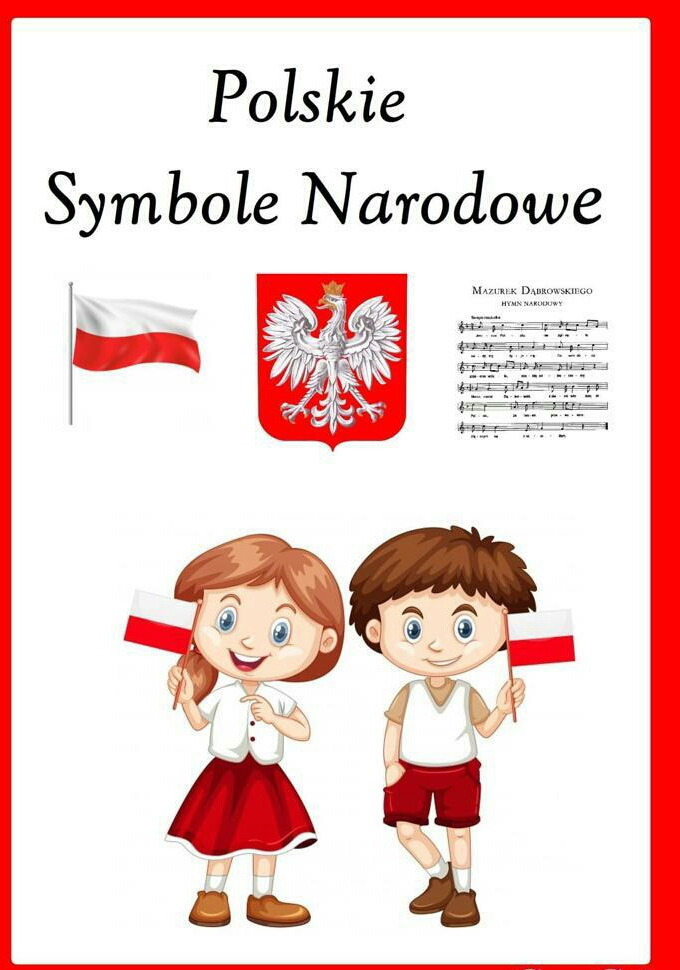 Polskie
Symbole Narodowe
MAZUREK DĄBROWSKIEGO
HYMN NARODOWY